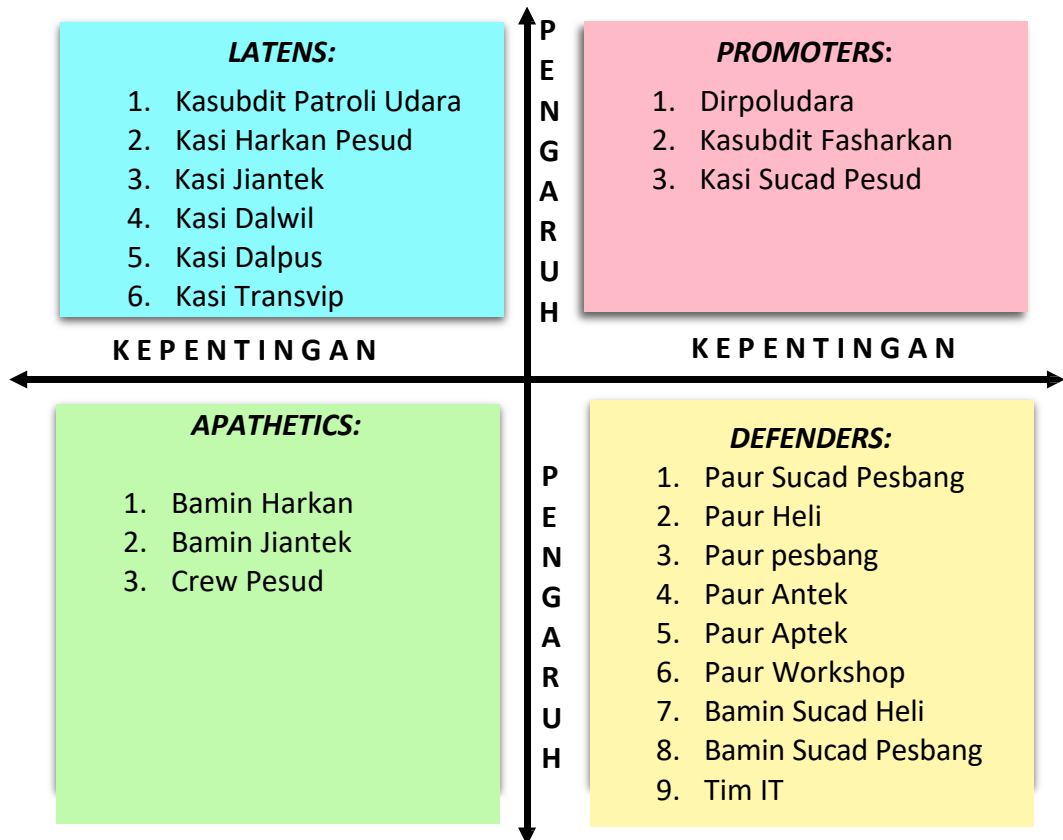 LATENS:
1. Kasubdit Patroli Udara
2. Kasi Harkan Pesud
3. Kasi Jiantek
4. Kasi Dalwil
5. Kasi Dalpus
6. Kasi Transvip
PENGARUH
PROMOTERS:
1. Dirpoludara
2. Kasubdit Fasharkan
3. Kasi Sucad Pesud
KEPENTINGAN
KEPENTINGAN
APATHETICS:
1. Bamin Harkan
2. Bamin Jiantek
3. Crew Pesud
PENGARUH
DEFENDERS:
1. Paur Sucad Pesbang
2. Paur Heli
3. Paur pesbang
4. Paur Antek
5. Paur Aptek
6. Paur Workshop
7. Bamin Sucad Heli
8. Bamin Sucad Pesbang
9. Tim IT